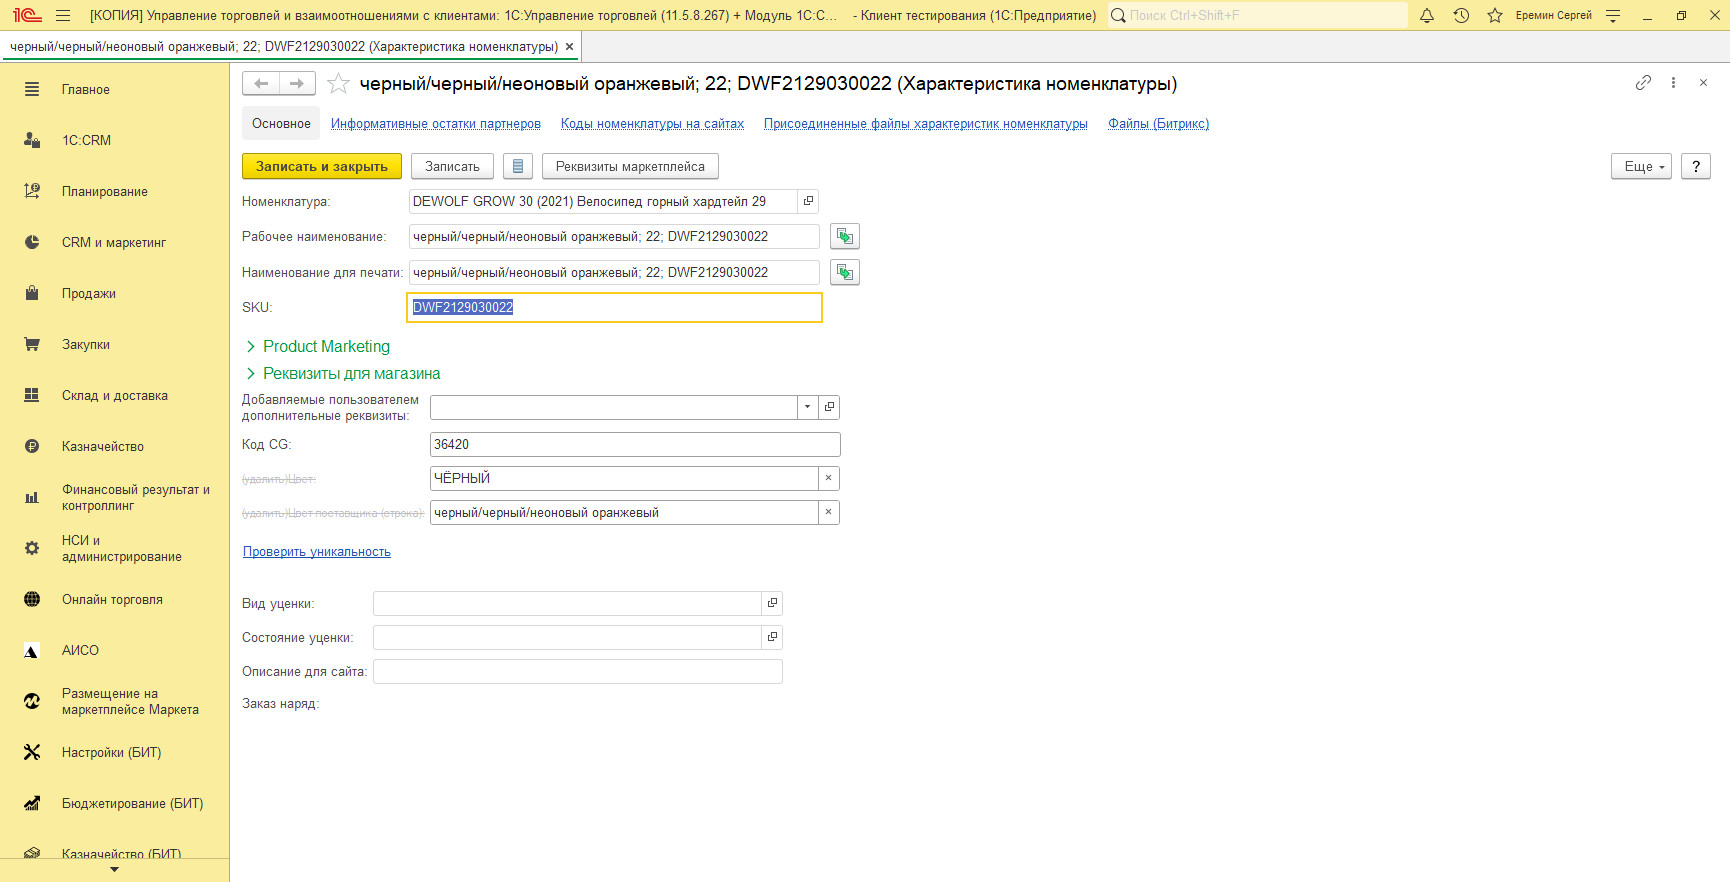 [КОПИЯ] Управление торговлей и взаимоотношениями с клиентами: 1С:Управление торговлей (11.5.8.267) + Модуль 1С:С... - Клиент тестирования (1С:Предприятие)
Поиск Ctrl+Shift+F
Еремин Сергей
черный/черный/неоновый оранжевый; 22; DWF2129030022 (Характеристика номенклатуры)
Главное
1С:CRM
Планирование
CRM и маркетинг
Продажи
Закупки
Склад и доставка
Казначейство
Финансовый результат и
контроллинг
НСИ и
администрирование
Онлайн торговля
АИСО
Размещение на
маркетплейсе Маркета
Настройки (БИТ)
Бюджетирование (БИТ)
Казначейство (БИТ)
черный/черный/неоновый оранжевый; 22; DWF2129030022 (Характеристика номенклатуры)
Основное Информативные остатки партнеров Коды номенклатуры на сайтах Присоединенные файлы характеристик номенклатуры Файлы (Битрикс)
Записать и закрыть Записать Реквизиты маркетплейса Еще ?
Номенклатура: DEWOLF GROW 30 (2021) Велосипед горный хардтейл 29
Рабочее наименование: черный/черный/неоновый оранжевый; 22; DWF2129030022
Наименование для печати: черный/черный/неоновый оранжевый; 22; DWF2129030022
SKU: DWF2129030022
Product Marketing
Реквизиты для магазина
Добавляемые пользователем
дополнительные реквизиты:
Код CG: 36420
(удалить)Цвет: ЧЁРНЫЙ
(удалить)Цвет поставщика (строка): черный/черный/неоновый оранжевый
Проверить уникальность
Вид уценки:
Состояние уценки:
Описание для сайта:
Заказ наряд: